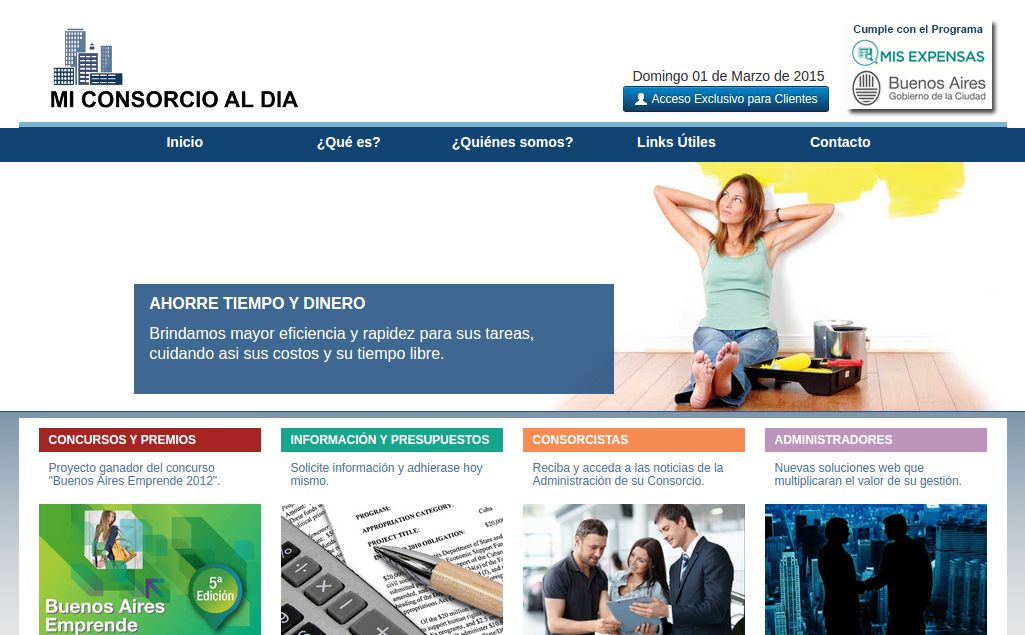 Cumple con el Programa
MIS EXPENSAS
Buenos Aires
Gobierno de la Ciudad
Domingo 01 de Marzo de 2015
Acceso Exclusivo para Clientes
MI CONSORCIO AL DIA
Inicio ¿Qué es? ¿Quiénes somos? Links Útiles Contacto
AHORRE TIEMPO Y DINERO
Brindamos mayor eficiencia y rapidez para sus tareas,
cuidando asi sus costos y su tiempo libre.
CONCURSOS Y PREMIOS
Proyecto ganador del concurso
"Buenos Aires Emprende 2012".
5ª
Edición
Buenos Aires
Emprende
INFORMACIÓN Y PRESUPUESTOS
Solicite información y adhierase hoy
mismo.
PROGRAM:
APPROPRIATION CATEGORY:
Cuba
PROJECT TITLE:
2010 OBLIGATION:
CONSORCISTAS
Reciba y acceda a las noticias de la
Administración de su Consorcio.
ADMINISTRADORES
Nuevas soluciones web que
multiplicaran el valor de su gestión.